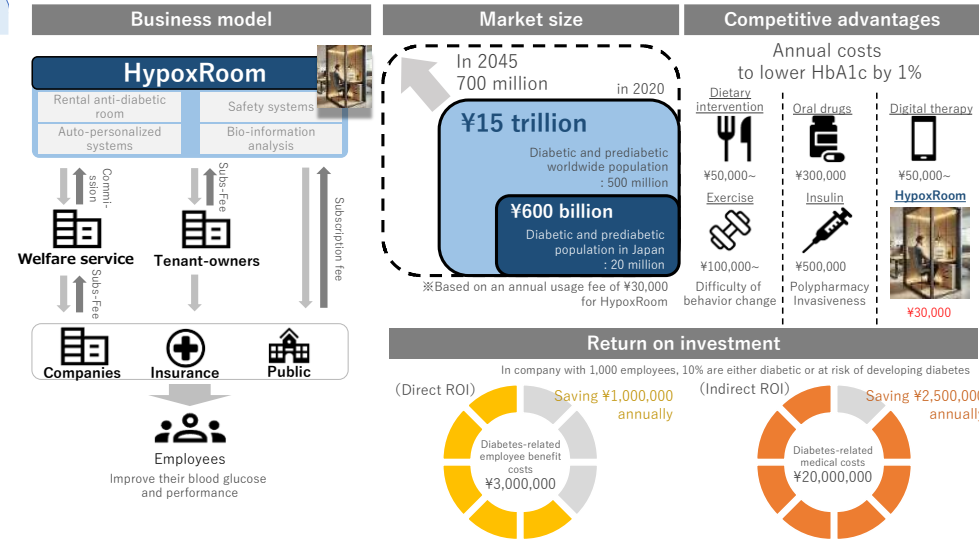 Business model
HypoxRoom
Rental anti-diabetic
room
Safety systems
Auto-personalized
systems
Bio-information
analysis
Commi-
ssion
Subs-Fee
Subscription fee
Welfare service
Tenant-owners
Subs-Fee
Companies
Insurance
Public
Employees
Improve their blood glucose
and performance
Market size
In 2045
700 million
in 2020
¥15 trillion
Diabetic and prediabetic
worldwide population
: 500 million
¥600 billion
Diabetic and prediabetic
population in Japan
: 20 million
※Based on an annual usage fee of ¥30,000
for HypoxRoom
Competitive advantages
Annual costs
to lower HbA1c by 1%
Dietary
intervention
Oral drugs
Digital therapy
¥50,000~
¥300,000
¥50,000~
Exercise
Insulin
HypoxRoom
¥100,000~
¥500,000
Difficulty of
behavior change
Polypharmacy
Invasiveness
¥30,000
Return on investment
In company with 1,000 employees, 10% are either diabetic or at risk of developing diabetes
(Direct ROI)
Saving ¥1,000,000
annually
Diabetes-related
employee benefit
costs
¥3,000,000
(Indirect ROI)
Saving ¥2,500,000
annually
Diabetes-related
medical costs
¥20,000,000